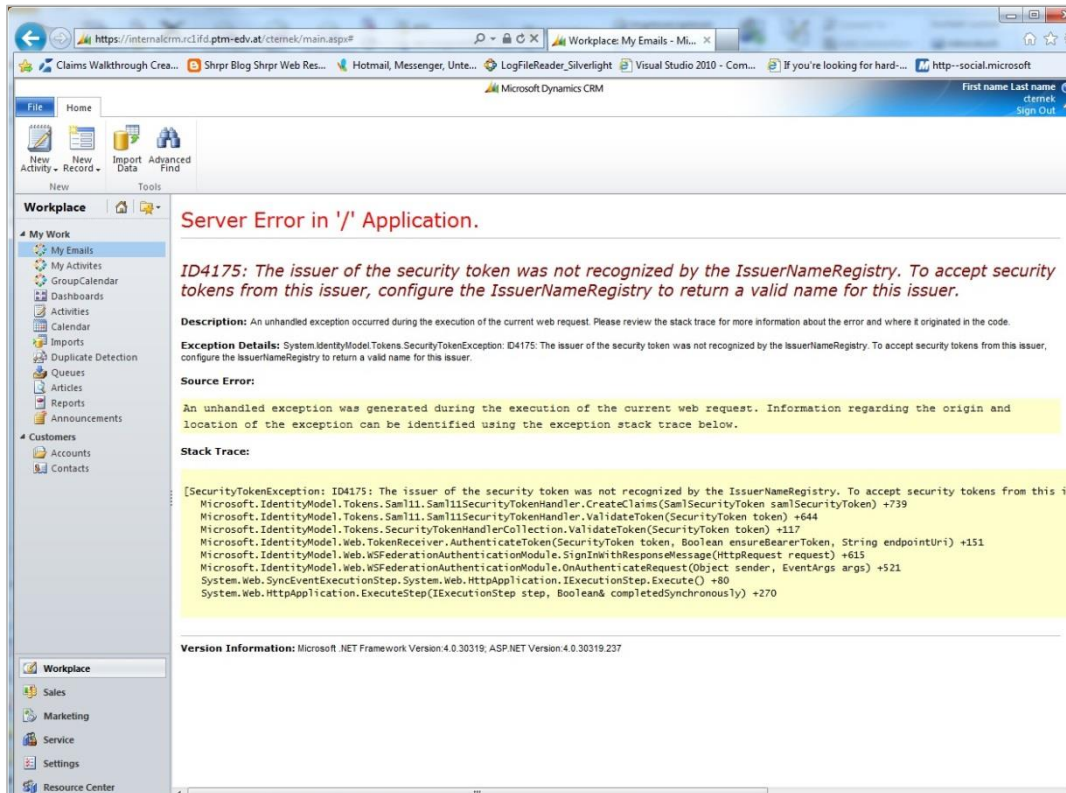 https://internalcrm.rc1ifd.ptm-edv.at/cternek/main.aspx#
Workplace: My Emails - Mi...
Claims Walkthrough Crea...
Shrpr Blog Shrpr Web Res...
Hotmail, Messenger, Unte...
LogFileReader_Silverlight
Visual Studio 2010 - Com...
If you're looking for hard-...
http--social.microsoft
Microsoft Dynamics CRM
First name Last name
cternek
Sign Out
File
Home
New Activity
New Record
Import Data
Advanced Find
New
Tools
Workplace
My Work
My Emails
My Activites
GroupCalendar
Dashboards
Activities
Calendar
Imports
Duplicate Detection
Queues
Articles
Reports
Announcements
Customers
Accounts
Contacts
Workplace
Sales
Marketing
Service
Settings
Resource Center
Server Error in '/' Application.
ID4175: The issuer of the security token was not recognized by the IssuerNameRegistry. To accept security
tokens from this issuer, configure the IssuerNameRegistry to return a valid name for this issuer.
Description: An unhandled exception occurred during the execution of the current web request. Please review the stack trace for more information about the error and where it originated in the code.
Exception Details: System.IdentityModel.Tokens.SecurityTokenException: ID4175: The issuer of the security token was not recognized by the IssuerNameRegistry. To accept security tokens from this issuer,
configure the IssuerNameRegistry to return a valid name for this issuer.
Source Error:
An unhandled exception was generated during the execution of the current web request. Information regarding the origin and
location of the exception can be identified using the exception stack trace below.
Stack Trace:
[SecurityTokenException: ID4175: The issuer of the security token was not recognized by the IssuerNameRegistry. To accept security tokens from this i
Microsoft.IdentityModel.Tokens.Saml11.Saml11SecurityTokenHandler.CreateClaims(SamlSecurityToken samlSecurityToken) +739
Microsoft.IdentityModel.Tokens.Saml11.Saml11SecurityTokenHandler.ValidateToken(SecurityToken token) +644
Microsoft.IdentityModel.Tokens.SecurityTokenHandlerCollection.ValidateToken(SecurityToken token) +117
Microsoft.IdentityModel.Web.TokenReceiver.AuthenticateToken(SecurityToken token, Boolean ensureBearerToken, String endpointUri) +151
Microsoft.IdentityModel.Web.WSFederationAuthenticationModule.SignInWithResponseMessage(HttpRequest request) +615
Microsoft.IdentityModel.Web.WSFederationAuthenticationModule.OnAuthenticateRequest(Object sender, EventArgs args) +521
System.Web.SyncEventExecutionStep.System.Web.HttpApplication.IExecutionStep.Execute() +80
System.Web.HttpApplication.ExecuteStep(IExecutionStep step, Boolean& completedSynchronously) +270
Version Information: Microsoft .NET Framework Version:4.0.30319; ASP.NET Version:4.0.30319.237